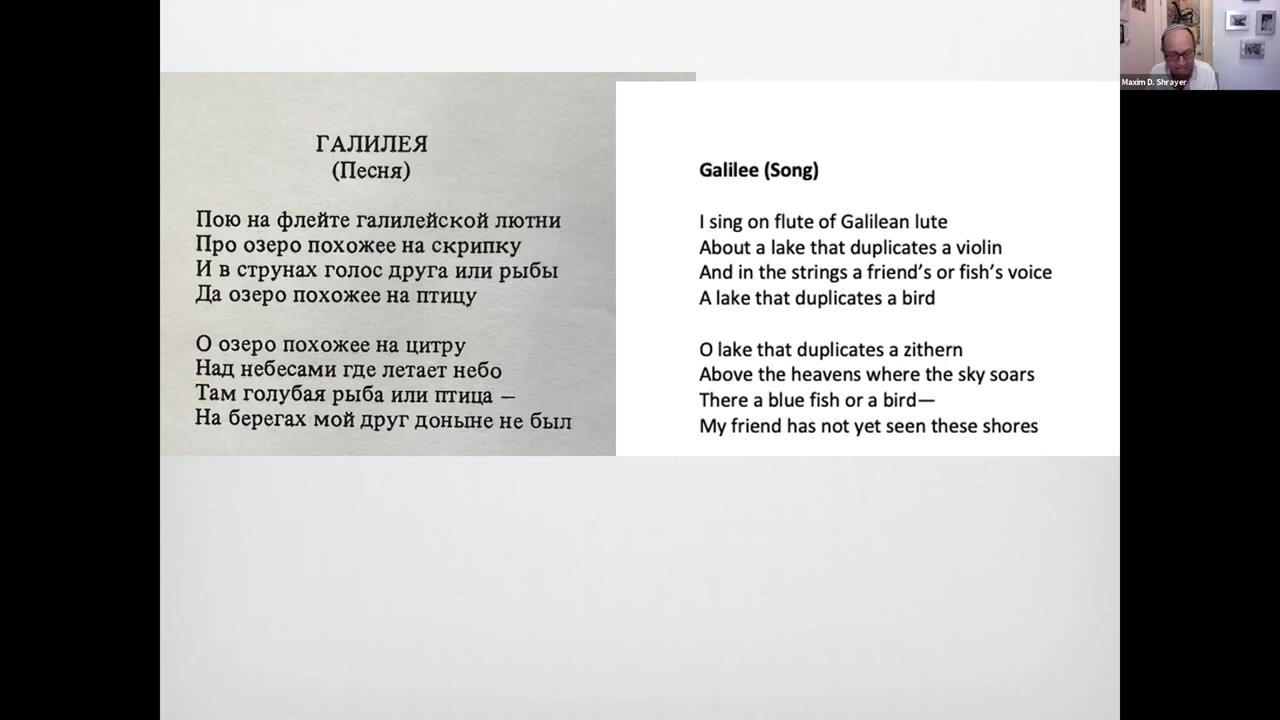 Maxim D. Shrayer
ГАЛИЛЕЯ
(Песня)
Пою на флейте галилейской лютни
Про озеро похожее на скрипку
И в струнах голос друга или рыбы
Да озеро похожее на птицу
О озеро похожее на цитру
Над небесами где летает небо
Там голубая рыба или птица —
На берегах мой друг доныне не был
Galilee (Song)
I sing on flute of Galilean lute
About a lake that duplicates a violin
And in the strings a friend’s or fish’s voice
A lake that duplicates a bird
O lake that duplicates a zithern
Above the heavens where the sky soars
There a blue fish or a bird—
My friend has not yet seen these shores